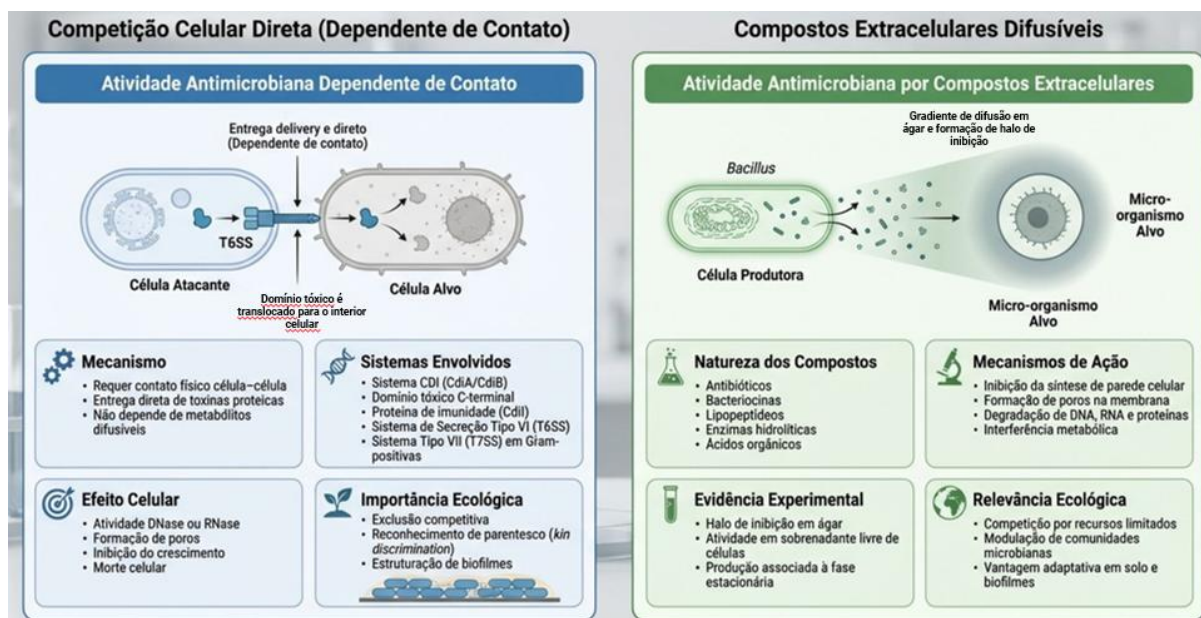 Competição Celular Direta (Dependente de Contato)
Atividade Antimicrobiana Dependente de Contato
Entrega delivery e direto
(Dependente de contato)
T6SS
Célula Atacante
Célula Alvo
Domínio tóxico é
translocado para o interior
celular
Mecanismo
• Requer contato físico célula–célula
• Entrega direta de toxinas proteicas
• Não depende de metabólitos
difusíveis
Sistemas Envolvidos
• Sistema CDI (CdiA/CdiB)
• Domínio tóxico C-terminal
• Proteina de imunidade (CdiI)
• Sistema de Secreção Tipo VI (T6SS)
• Sistema Tipo VII (T7SS) em Gram-
positivas
Efeito Celular
• Atividade DNase ou RNase
• Formação de poros
• Inibição do crescimento
• Morte celular
Importância Ecológica
• Exclusão competitiva
• Reconhecimento de parentesco (kin
discrimination)
• Estruturação de biofilmes
Compostos Extracelulares Difusíveis
Atividade Antimicrobiana por Compostos Extracelulares
Gradiente de difusão em
ágar e formação de halo de
inibição
Bacillus
Célula Produtora
Micro-
organismo
Alvo
Micro-organismo
Alvo
Natureza dos Compostos
• Antibióticos
• Bacteriocinas
• Lipopeptídeos
• Enzimas hidrolíticas
• Ácidos orgânicos
Mecanismos de Ação
• Inibição da síntese de parede celular
• Formação de poros na membrana
• Degradação de DNA, RNA e proteínas
• Interferência metabólica
Evidência Experimental
• Halo de inibição em ágar
• Atividade em sobrenadante livre de
células
• Produção associada à fase
estacionária
Relevância Ecológica
• Competição por recursos limitados
• Modulação de comunidades
microbianas
• Vantagem adaptativa em solo e
biofilmes